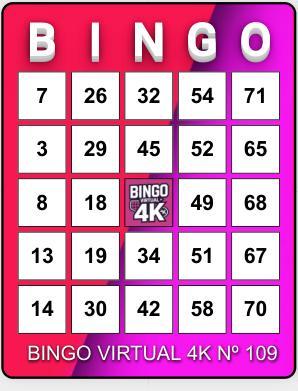 BINGO
7 26 32 54 71
3 29 45 52 65
8 18 BINGO VIRTUAL 4K 49 68
13 19 34 51 67
14 30 42 58 70
BINGO VIRTUAL 4K Nº 109